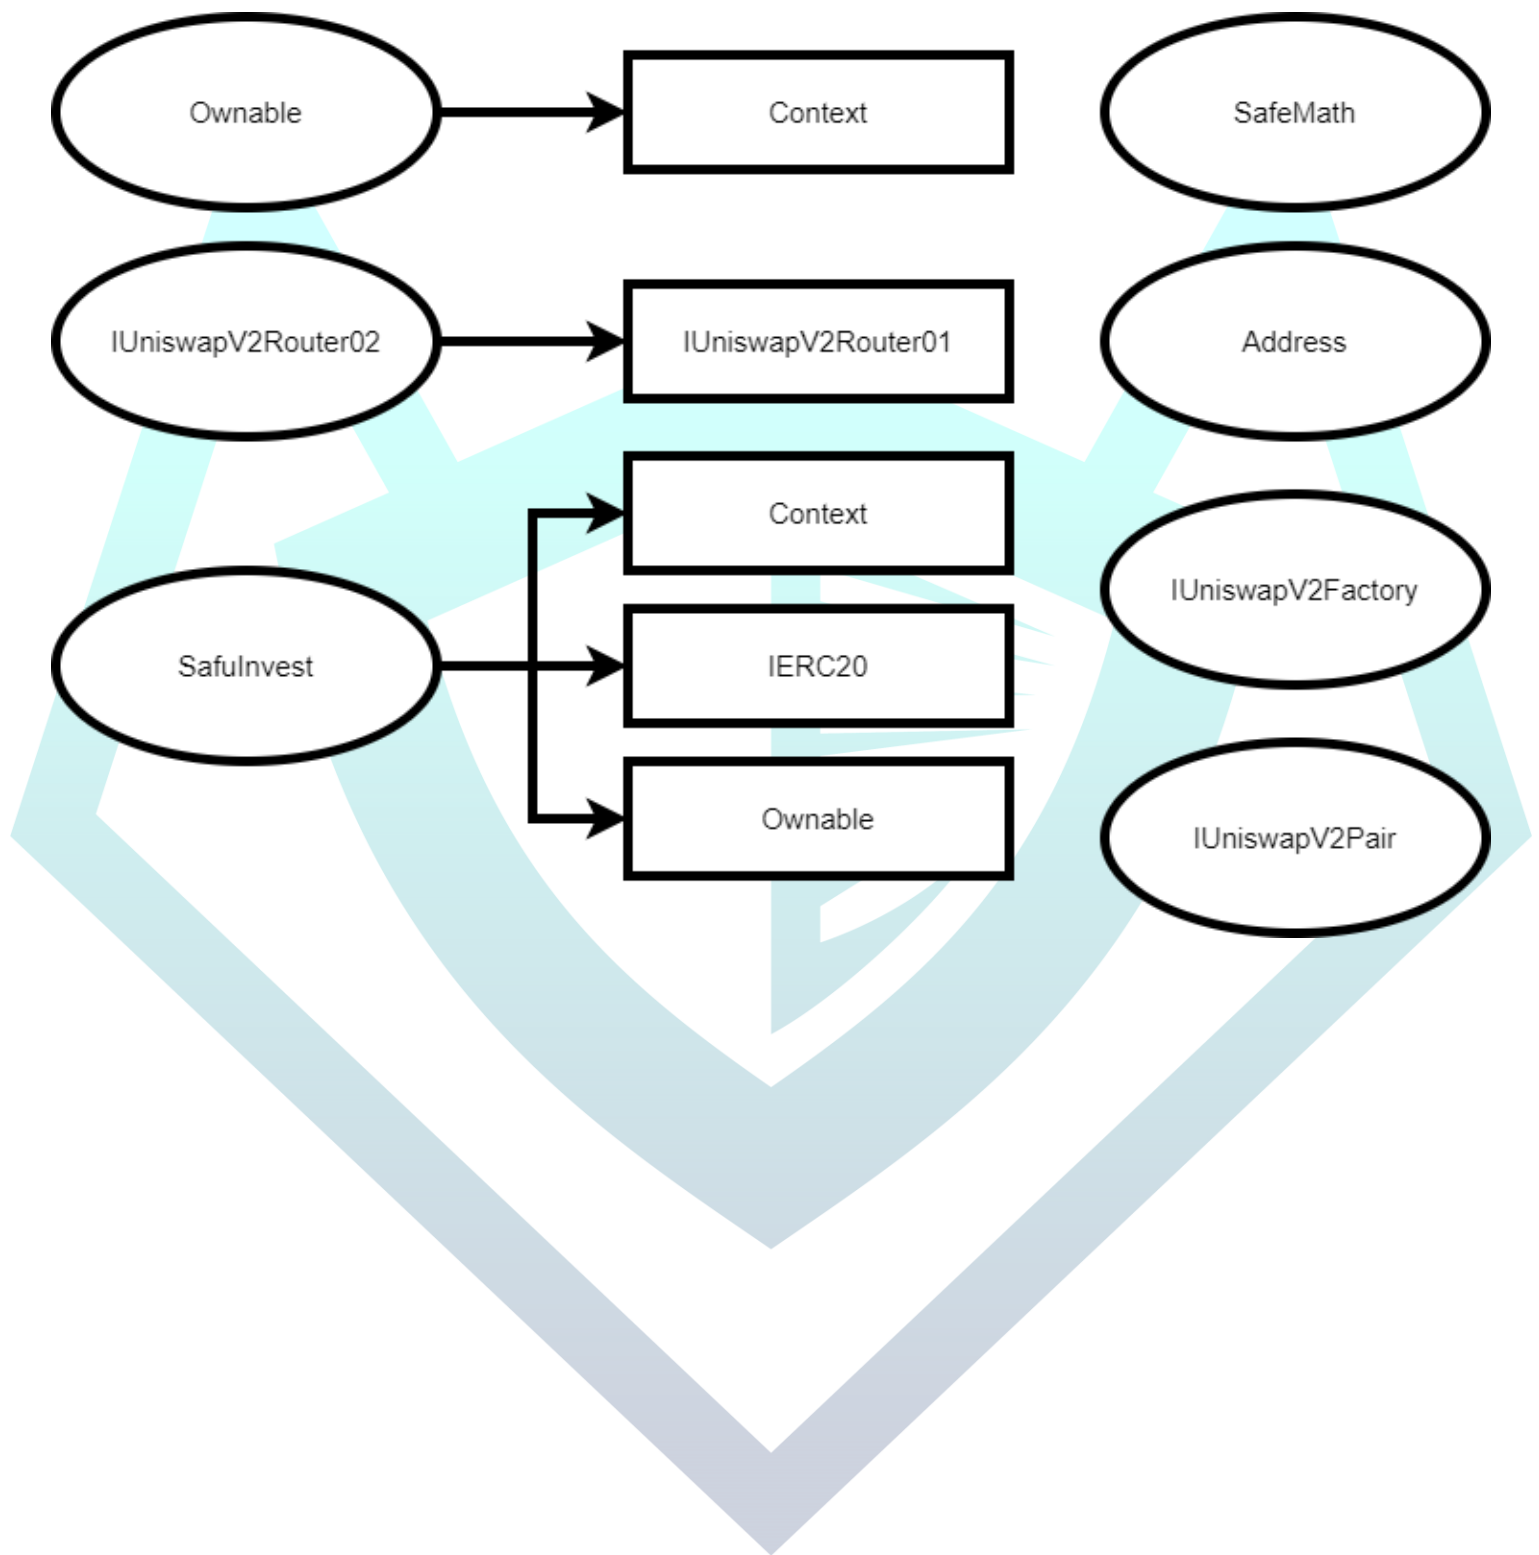 Ownable
Context
SafeMath
IUniswapV2Router02
IUniswapV2Router01
Address
Context
IUniswapV2Factory
SafuInvest
IERC20
Ownable
IUniswapV2Pair